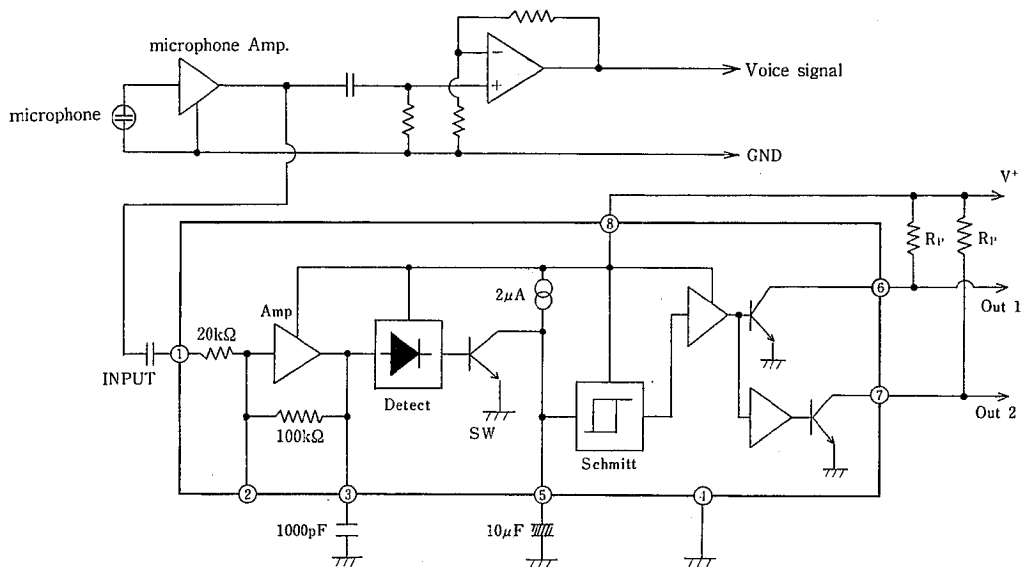 microphone Amp.
microphone
−
+
Voice signal
GND
V⁺
8
Rₚ
Rₚ
2μA
6
Out 1
Amp
20kΩ
1
INPUT
Detect
SW
100kΩ
Schmitt
7
Out 2
2
3
5
4
1000pF
10μF